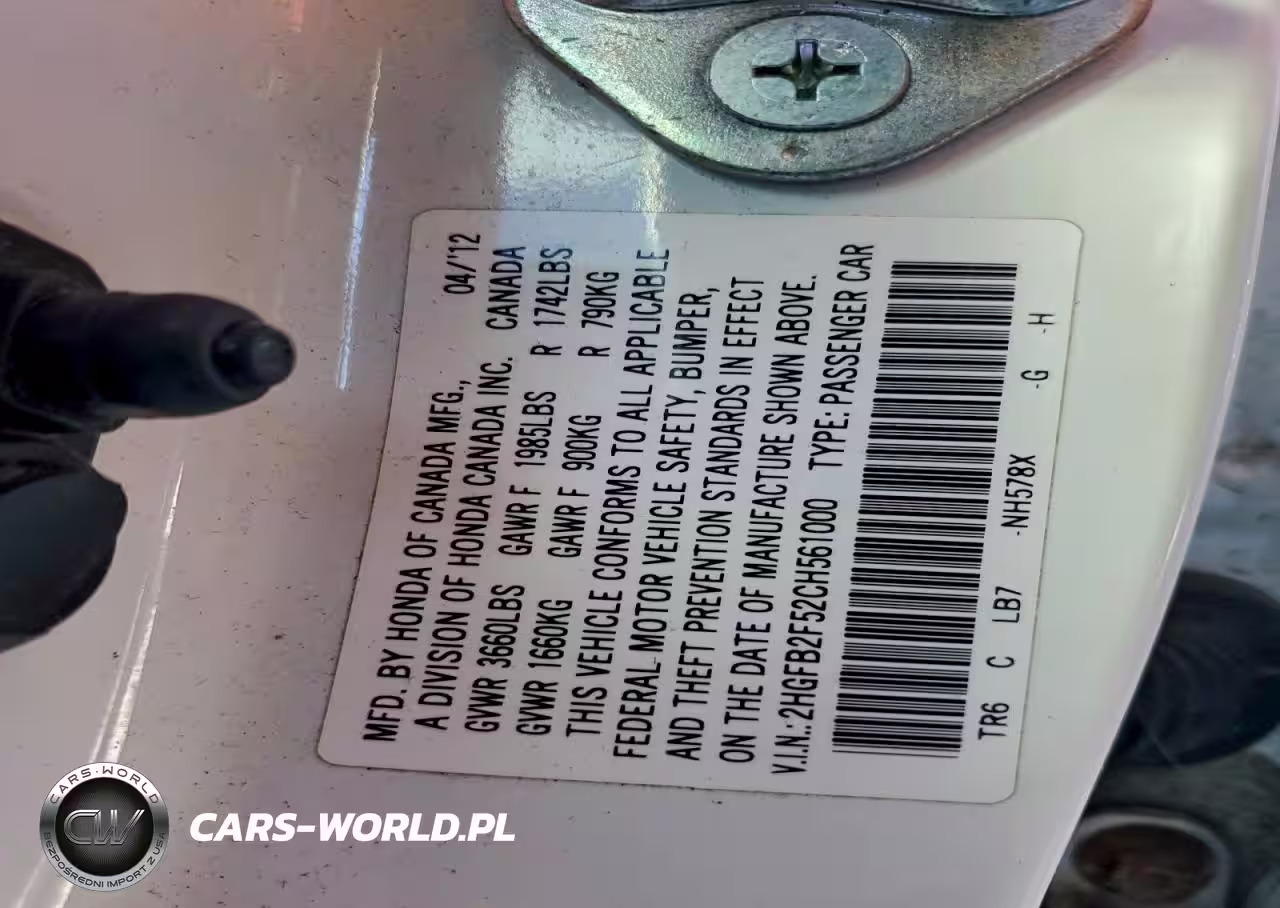 MFD. BY HONDA OF CANADA MFG., 04/'12
A DIVISION OF HONDA CANADA INC. CANADA
GVWR 3660LBS GAWR F 1985LBS R 1742LBS
GVWR 1660KG GAWR F 900KG R 790KG
THIS VEHICLE CONFORMS TO ALL APPLICABLE
FEDERAL MOTOR VEHICLE SAFETY, BUMPER,
AND THEFT PREVENTION STANDARDS IN EFFECT
ON THE DATE OF MANUFACTURE SHOWN ABOVE.
V.I.N.: 2HGFB2F52CH561000 TYPE: PASSENGER CAR
TR6 C LB7 -NH578X -G -H
CARS-WORLD
CW
BEZPOŚREDNI IMPORT Z USA
CARS-WORLD.PL